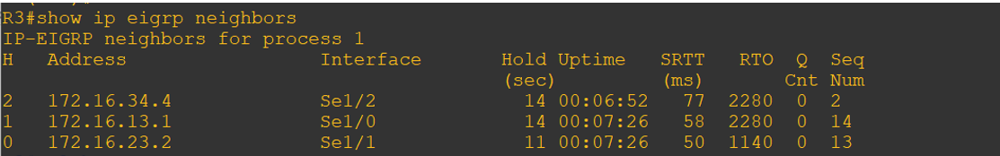 R3#show ip eigrp neighbors
IP-EIGRP neighbors for process 1
H   Address                 Interface       Hold Uptime   SRTT   RTO  Q  Seq
                                            (sec)         (ms)       Cnt Num
2   172.16.34.4             Se1/2             14 00:06:52   77  2280  0  2
1   172.16.13.1             Se1/0             14 00:07:26   58  2280  0  14
0   172.16.23.2             Se1/1             11 00:07:26   50  1140  0  13